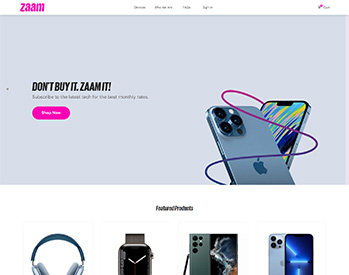 zaam
Devices Who we are FAQs Sign in
Cart
DON'T BUY IT. ZAAM IT!
Subscribe to the latest tech for the best monthly rates.
Shop Now
Featured Products